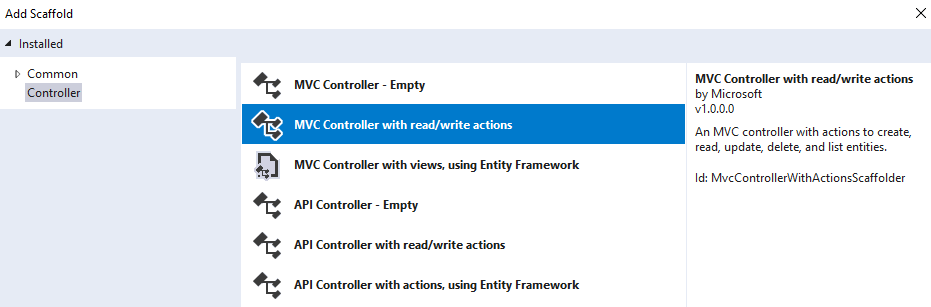 Add Scaffold
Installed
Common
Controller
MVC Controller - Empty
MVC Controller with read/write actions
MVC Controller with views, using Entity Framework
API Controller - Empty
API Controller with read/write actions
API Controller with actions, using Entity Framework
MVC Controller with read/write actions
by Microsoft
v1.0.0.0
An MVC controller with actions to create,
read, update, delete, and list entities.
Id: MvcControllerWithActionsScaffolder